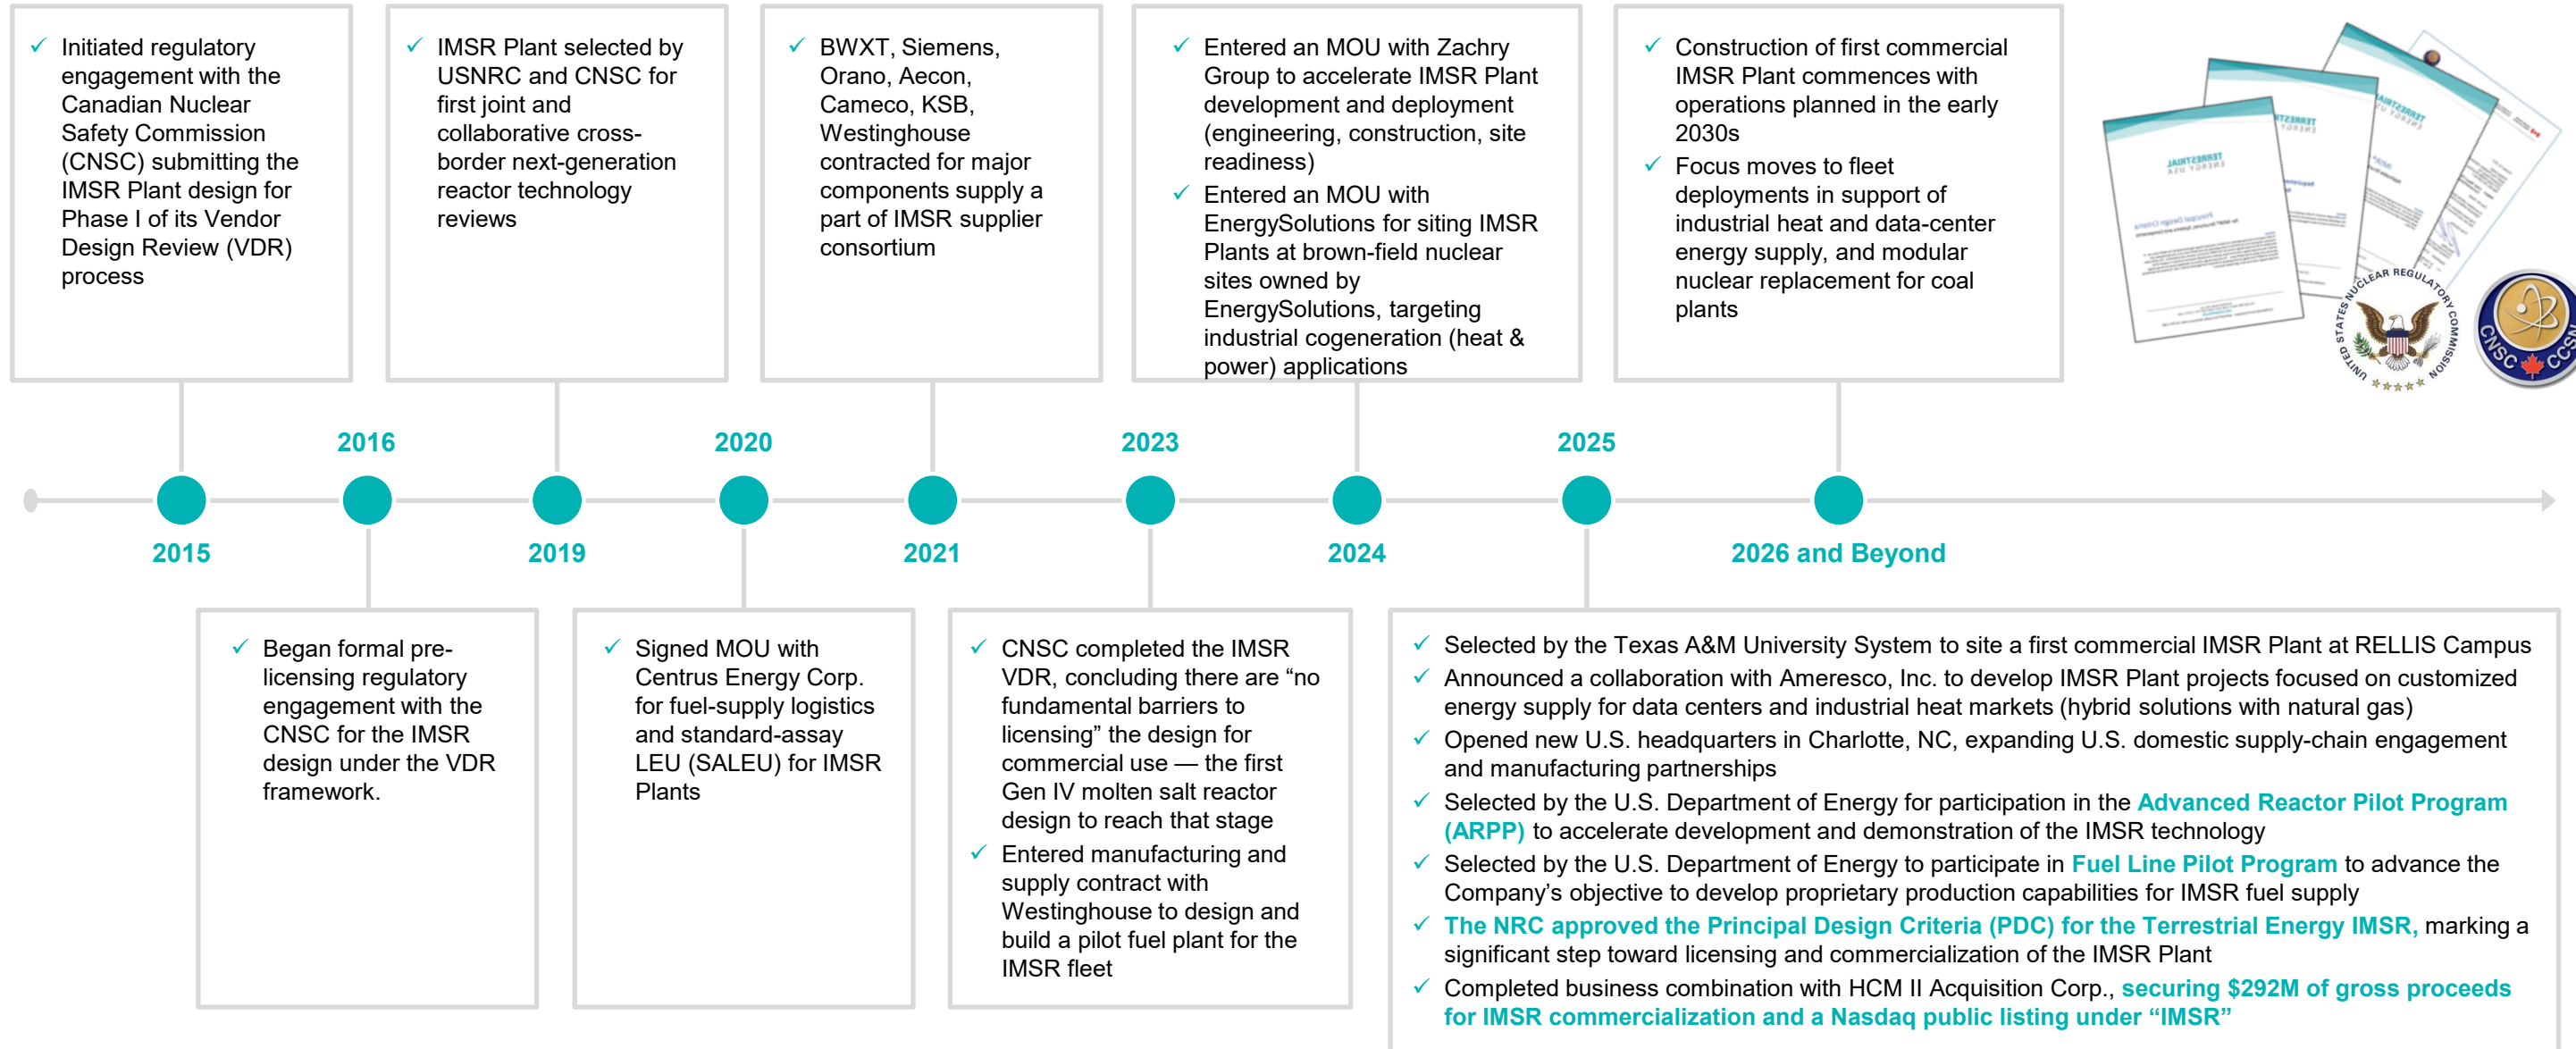 Initiated regulatory
engagement with the
Canadian Nuclear
Safety Commission
(CNSC) submitting the
IMSR Plant design for
Phase I of its Vendor
Design Review (VDR)
process
IMSR Plant selected by
USNRC and CNSC for
first joint and
collaborative cross-
border next-generation
reactor technology
reviews
BWXT, Siemens,
Orano, Aecon,
Cameco, KSB,
Westinghouse
contracted for major
components supply a
part of IMSR supplier
consortium
Entered an MOU with Zachry
Group to accelerate IMSR Plant
development and deployment
(engineering, construction, site
readiness)
Entered an MOU with
EnergySolutions for siting IMSR
Plants at brown-field nuclear
sites owned by
EnergySolutions, targeting
industrial cogeneration (heat &
power) applications
Construction of first commercial
IMSR Plant commences with
operations planned in the early
2030s
Focus moves to fleet
deployments in support of
industrial heat and data-center
energy supply, and modular
nuclear replacement for coal
plants
TERRESTRIAL
ENERGY USA
Principal Design Criteria
TERRESTRIAL
ENERGY
TERRESTRIAL
ENERGY
UNITED STATES NUCLEAR REGULATORY COMMISSION
CNSC CCSN
2016
2020
2023
2025
2015
2019
2021
2024
2026 and Beyond
Began formal pre-
licensing regulatory
engagement with the
CNSC for the IMSR
design under the VDR
framework.
Signed MOU with
Centrus Energy Corp.
for fuel-supply logistics
and standard-assay
LEU (SALEU) for IMSR
Plants
CNSC completed the IMSR
VDR, concluding there are “no
fundamental barriers to
licensing” the design for
commercial use — the first
Gen IV molten salt reactor
design to reach that stage
Entered manufacturing and
supply contract with
Westinghouse to design and
build a pilot fuel plant for the
IMSR fleet
Selected by the Texas A&M University System to site a first commercial IMSR Plant at RELLIS Campus
Announced a collaboration with Ameresco, Inc. to develop IMSR Plant projects focused on customized
energy supply for data centers and industrial heat markets (hybrid solutions with natural gas)
Opened new U.S. headquarters in Charlotte, NC, expanding U.S. domestic supply-chain engagement
and manufacturing partnerships
Selected by the U.S. Department of Energy for participation in the Advanced Reactor Pilot Program
(ARPP) to accelerate development and demonstration of the IMSR technology
Selected by the U.S. Department of Energy to participate in Fuel Line Pilot Program to advance the
Company’s objective to develop proprietary production capabilities for IMSR fuel supply
The NRC approved the Principal Design Criteria (PDC) for the Terrestrial Energy IMSR, marking a
significant step toward licensing and commercialization of the IMSR Plant
Completed business combination with HCM II Acquisition Corp., securing $292M of gross proceeds
for IMSR commercialization and a Nasdaq public listing under “IMSR”